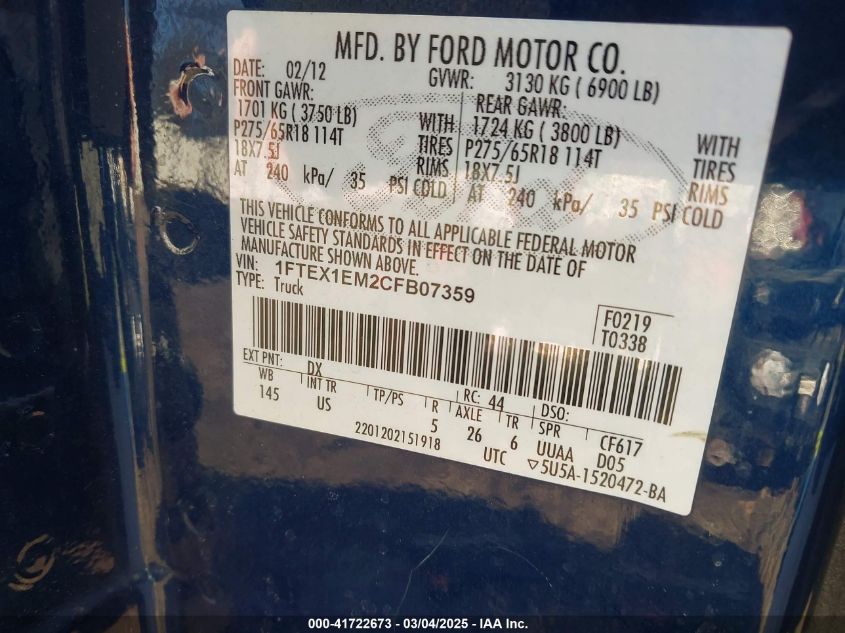 MFD. BY FORD MOTOR CO.
DATE: 02/12 GVWR: 3130 KG ( 6900 LB)
FRONT GAWR: REAR GAWR:
1701 KG ( 3750 LB) WITH 1724 KG ( 3800 LB) WITH
P275/65R18 114T TIRES P275/65R18 114T TIRES
18X7.5J RIMS 18X7.5J RIMS
AT 240 kPa/ 35 PSI COLD AT 240 kPa/ 35 PSI COLD
THIS VEHICLE CONFORMS TO ALL APPLICABLE FEDERAL MOTOR
VEHICLE SAFETY STANDARDS IN EFFECT ON THE DATE OF
MANUFACTURE SHOWN ABOVE.
VIN: 1FTEX1EM2CFB07359
TYPE: Truck
F0219
T0338
EXT PNT: DX RC: 44 DSO:
WB INT TR TP/PS R AXLE TR SPR CF617
145 US 5 26 6 UUAA D05
2201202151918 UTC ▽5U5A-1520472-BA
000-41722673 - 03/04/2025 - IAA Inc.